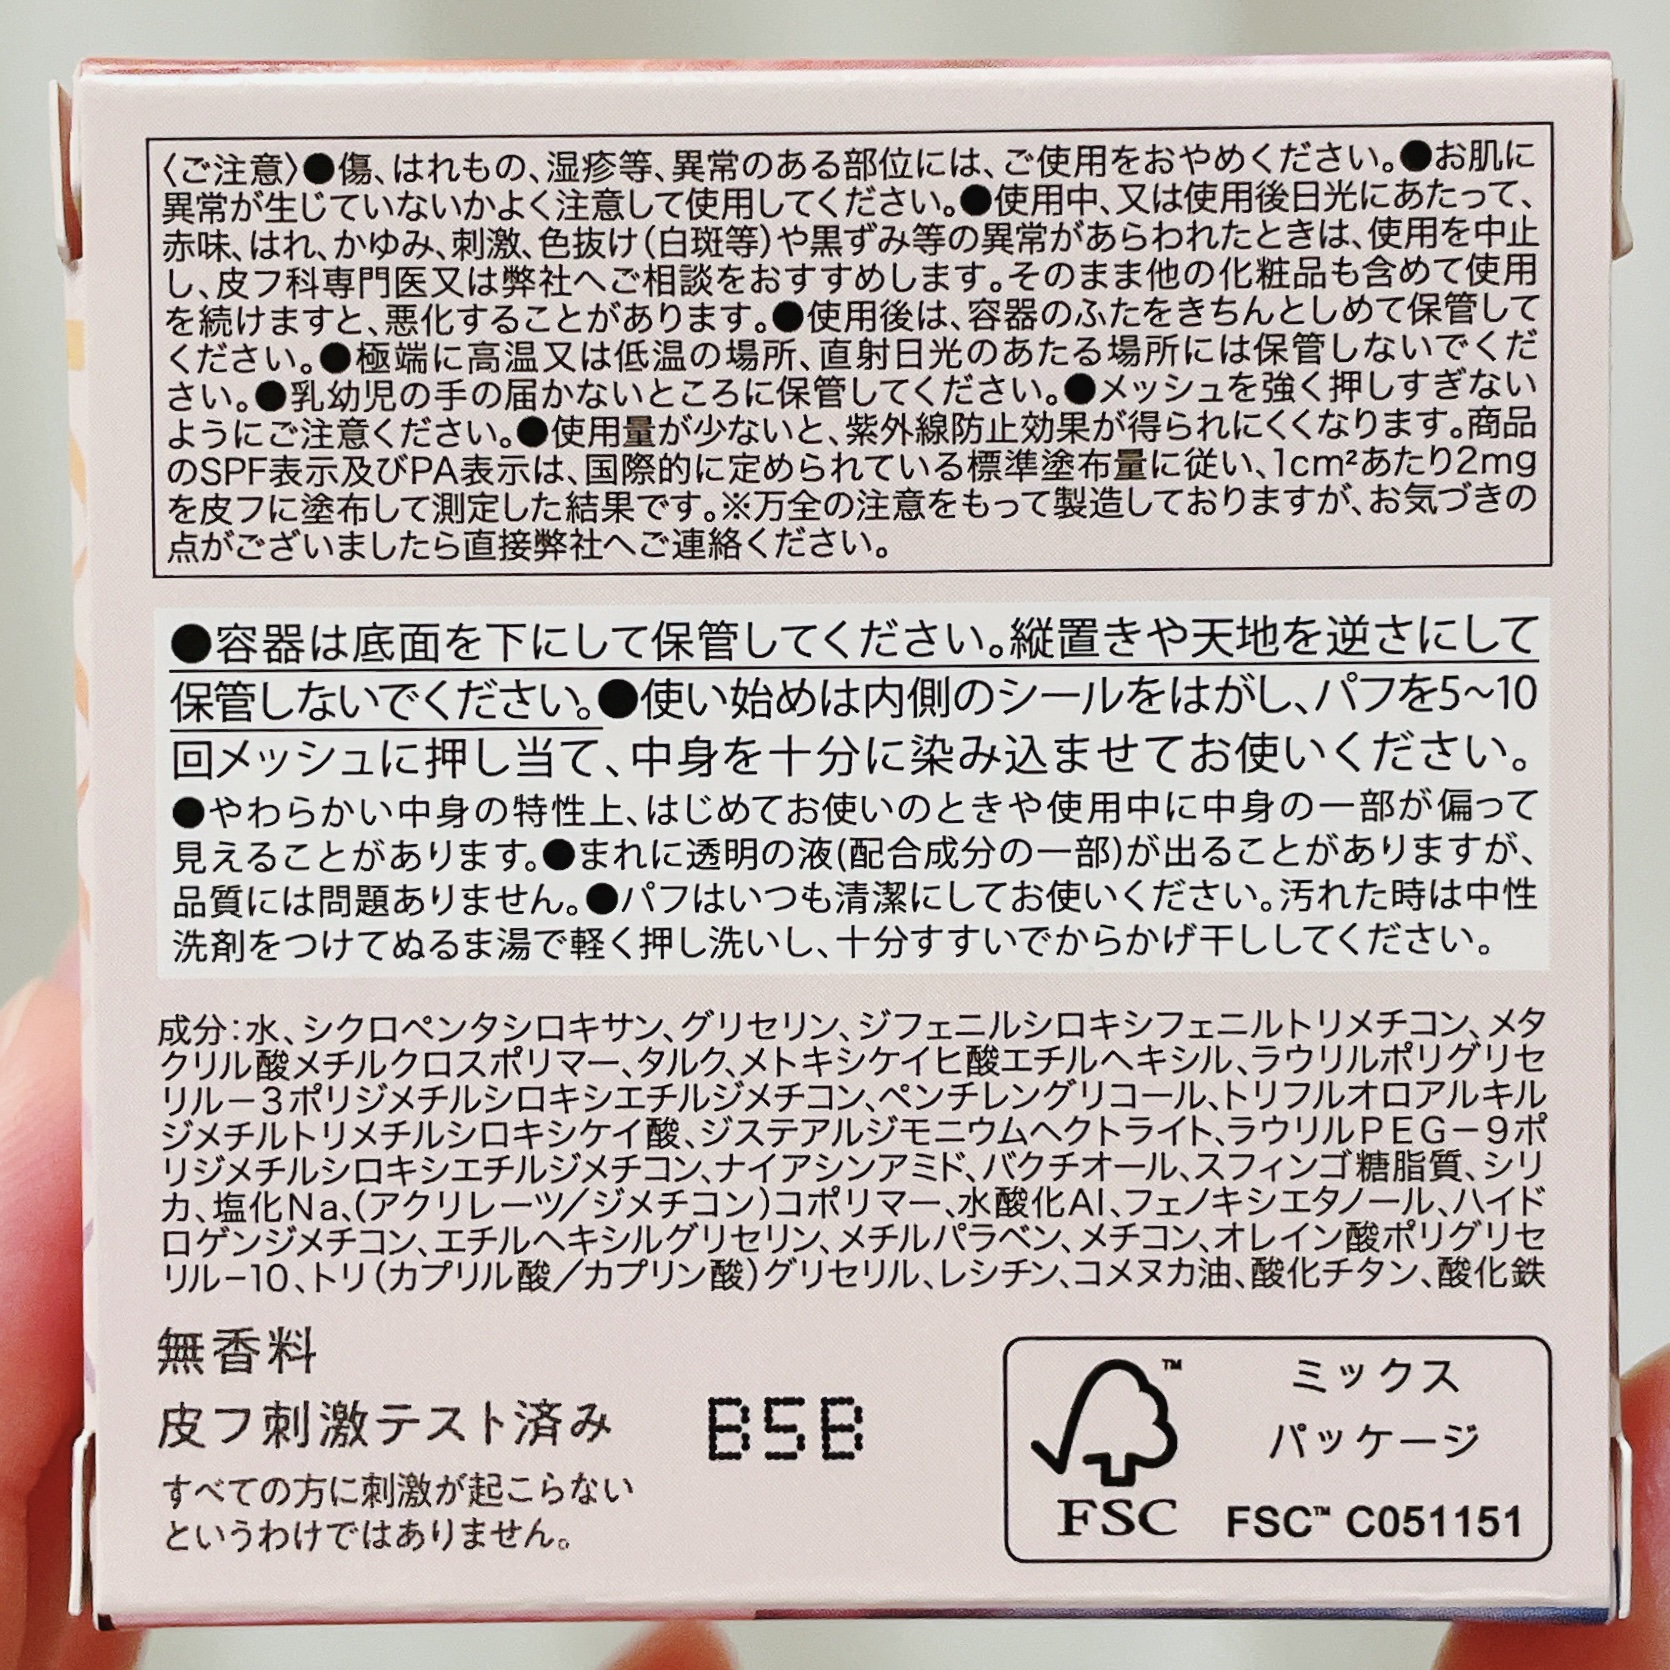 〈ご注意〉●傷、はれもの、湿疹等、異常のある部位には、ご使用をおやめください。●お肌に
異常が生じていないかよく注意して使用してください。●使用中、又は使用後日光にあたって、
赤味、はれ、かゆみ、刺激、色抜け(白斑等)や黒ずみ等の異常があらわれたときは、使用を中止
し、皮フ科専門医又は弊社へご相談をおすすめします。そのまま他の化粧品も含めて使用
を続けますと、悪化することがあります。●使用後は、容器のふたをきちんとしめて保管して
ください。●極端に高温又は低温の場所、直射日光のあたる場所には保管しないでくだ
さい。●乳幼児の手の届かないところに保管してください。●メッシュを強く押しすぎない
ようにご注意ください。●使用量が少ないと、紫外線防止効果が得られにくくなります。商品
のSPF表示及びPA表示は、国際的に定められている標準塗布量に従い、1cm²あたり2mg
を皮フに塗布して測定した結果です。※万全の注意をもって製造しておりますが、お気づきの
点がございましたら直接弊社へご連絡ください。
●容器は底面を下にして保管してください。縦置きや天地を逆さにして
保管しないでください。●使い始めは内側のシールをはがし、パフを5~10
回メッシュに押し当て、中身を十分に染み込ませてお使いください。
●やわらかい中身の特性上、はじめてお使いのときや使用中に中身の一部が偏って
見えることがあります。●まれに透明の液(配合成分の一部)が出ることがありますが、
品質には問題ありません。●パフはいつも清潔にしてお使いください。汚れた時は中性
洗剤をつけてぬるま湯で軽く押し洗いし、十分すすいでからかげ干ししてください。
成分：水、シクロペンタシロキサン、グリセリン、ジフェニルシロキシフェニルトリメチコン、メタ
クリル酸メチルクロスポリマー、タルク、メトキシケイヒ酸エチルヘキシル、ラウリルポリグリセ
リル－3ポリジメチルシロキシエチルジメチコン、ペンチレングリコール、トリフルオロアルキル
ジメチルトリメチルシロキシケイ酸、ジステアルジモニウムヘクトライト、ラウリルPEG－9ポ
リジメチルシロキシエチルジメチコン、ナイアシンアミド、バクチオール、スフィンゴ糖脂質、シリ
カ、塩化Na、(アクリレーツ／ジメチコン)コポリマー、水酸化Al、フェノキシエタノール、ハイド
ロゲンジメチコン、エチルヘキシルグリセリン、メチルパラベン、メチコン、オレイン酸ポリグリセ
リル－10、トリ(カプリル酸／カプリン酸)グリセリル、レシチン、コメヌカ油、酸化チタン、酸化鉄
無香料
皮フ刺激テスト済み
すべての方に刺激が起こらない
というわけではありません。
B5B
™
FSC
ミックス
パッケージ
FSC™ C051151